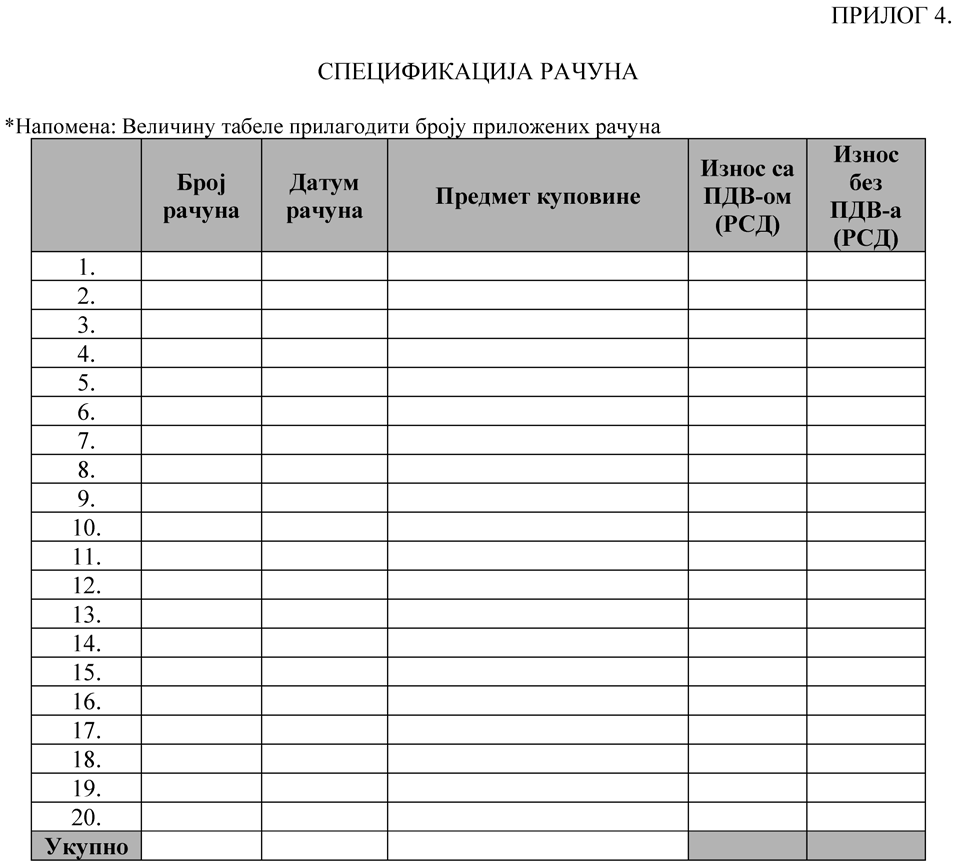 ПРИЛОГ 4.
СПЕЦИФИКАЦИЈА РАЧУНА
*Напомена: Величину табеле прилагодити броју приложених рачуна
Број рачуна
Датум рачуна
Предмет куповине
Износ са ПДВ-ом (РСД)
Износ без ПДВ-а (РСД)
1.
2.
3.
4.
5.
6.
7.
8.
9.
10.
11.
12.
13.
14.
15.
16.
17.
18.
19.
20.
Укупно